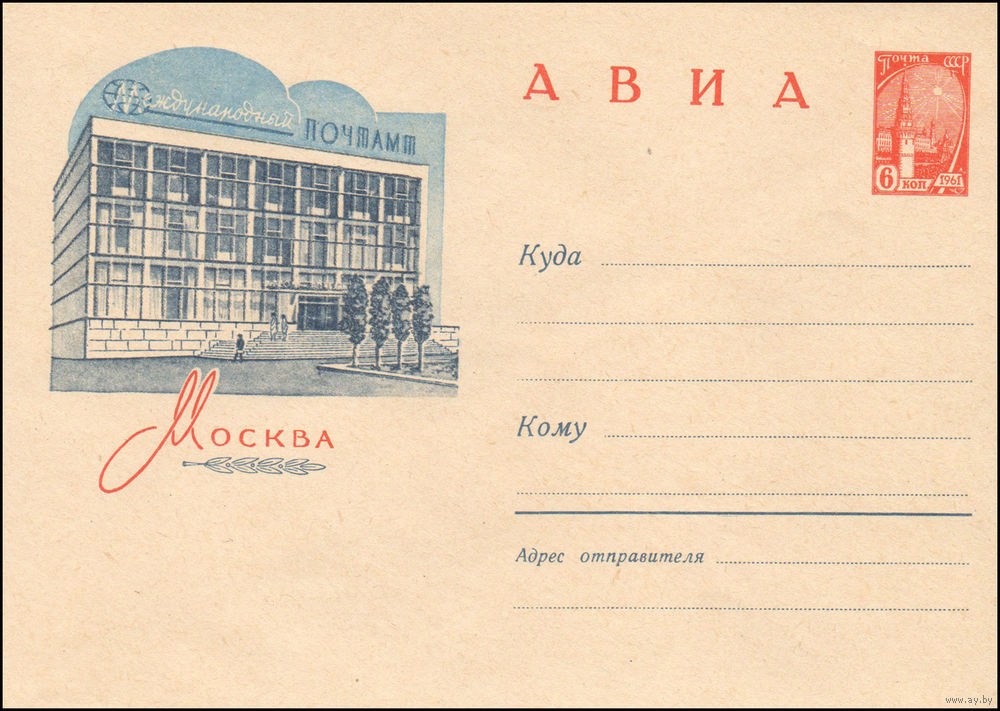 Международный ПОЧТАМТ
Москва
АВИА
Почта СССР
6 КОП 1961
Куда
Кому
Адрес отправителя
www.ay.by